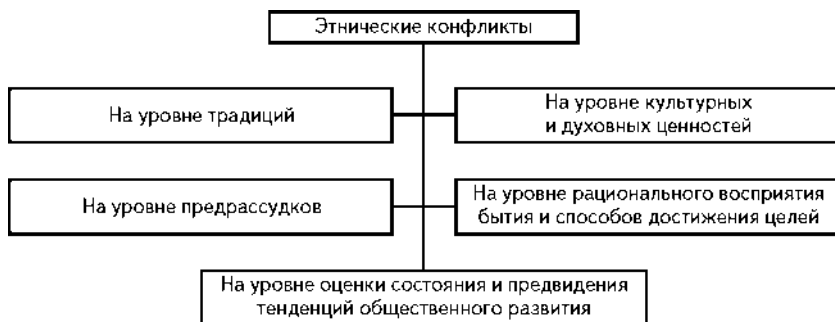 Этнические конфликты
На уровне традиций
На уровне культурных
и духовных ценностей
На уровне предрассудков
На уровне рационального восприятия
бытия и способов достижения целей
На уровне оценки состояния и предвидения
тенденций общественного развития